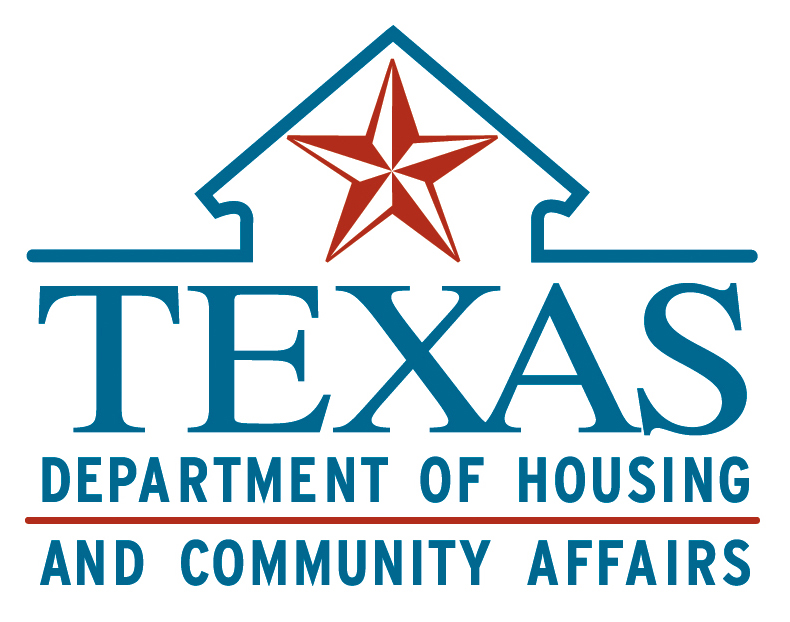 TEXAS
DEPARTMENT OF HOUSING
AND COMMUNITY AFFAIRS